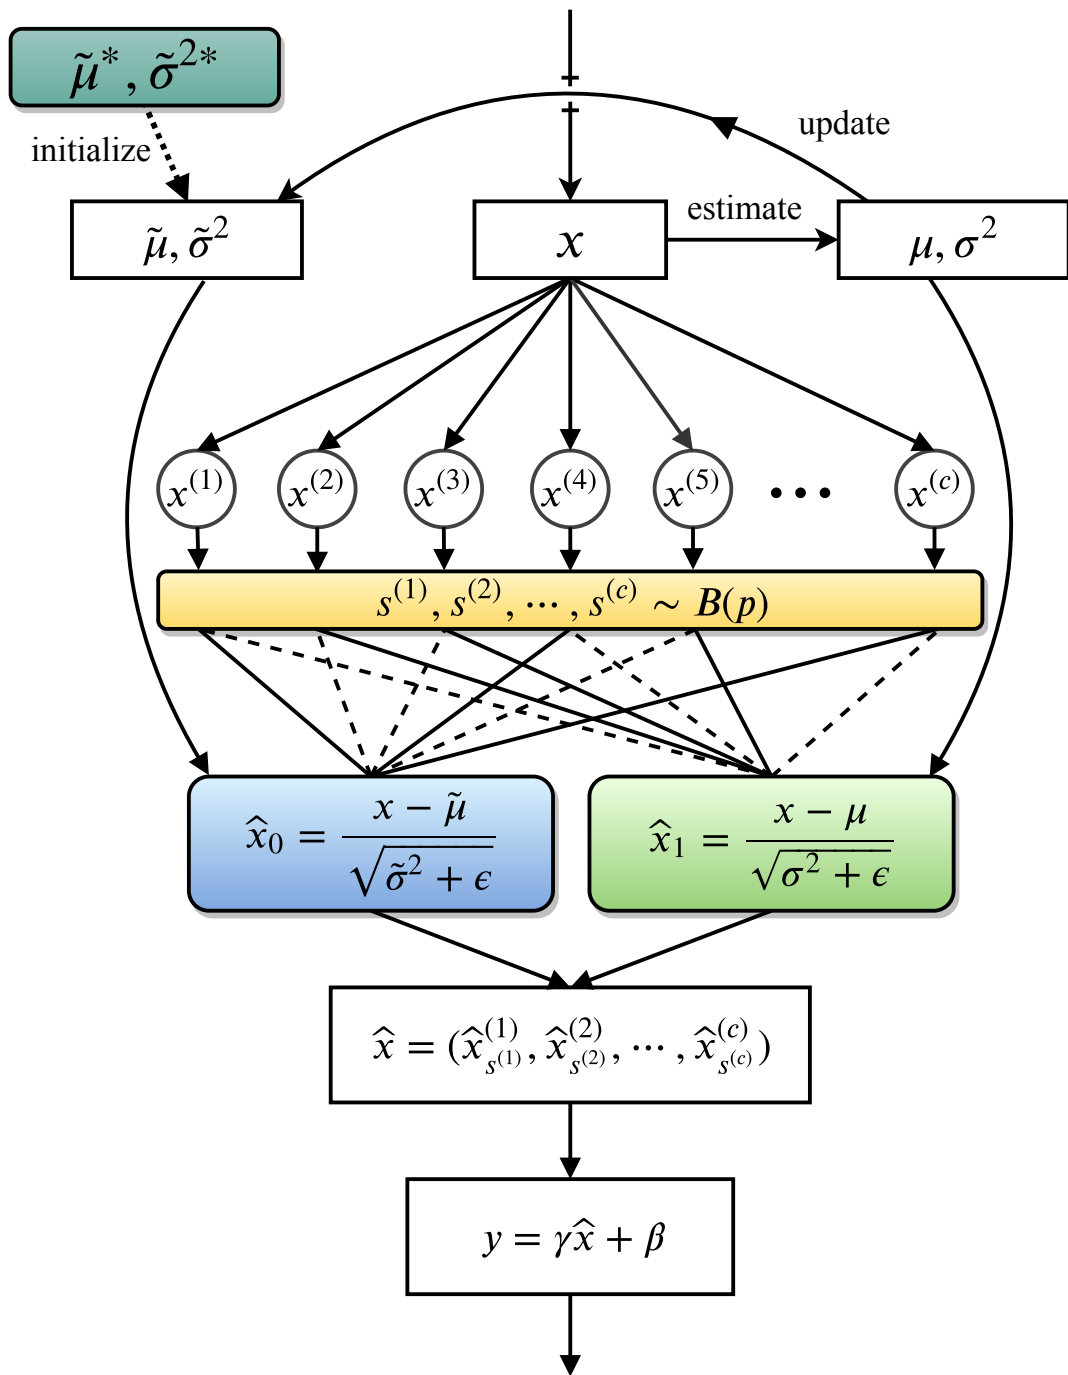 μ̃*, σ̃²*
update
initialize
estimate
μ̃, σ̃²
x
μ, σ²
x⁽¹⁾ x⁽²⁾ x⁽³⁾ x⁽⁴⁾ x⁽⁵⁾ ••• x⁽ᶜ⁾
s⁽¹⁾, s⁽²⁾, ⋯, s⁽ᶜ⁾ ~ B(p)
x̂₀ = (x − μ̃) / √(σ̃² + ϵ)
x̂₁ = (x − μ) / √(σ² + ϵ)
x̂ = (x̂_{s⁽¹⁾}^{(1)}, x̂_{s⁽²⁾}^{(2)}, ⋯, x̂_{s⁽ᶜ⁾}^{(c)})
y = γx̂ + β